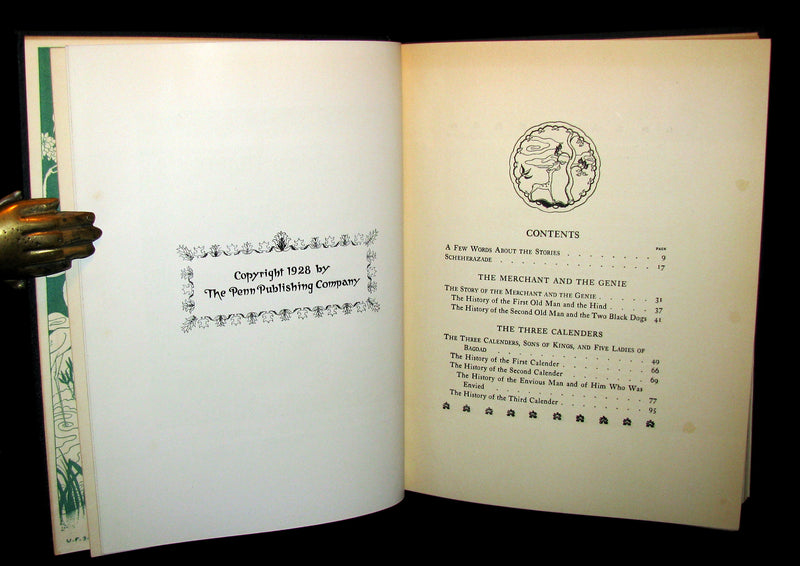 Copyright 1928 by
The Penn Publishing Company
CONTENTS
PAGE
A Few Words About the Stories . . . . . . . . . 9
Scheherazade . . . . . . . . . . . . . 17
THE MERCHANT AND THE GENIE
The Story of the Merchant and the Genie . . . . . . 31
The History of the First Old Man and the Hind . . . . 37
The History of the Second Old Man and the Two Black Dogs 41
THE THREE CALENDERS
The Three Calenders, Sons of Kings, and Five Ladies of
Bagdad . . . . . . . . . . . . . 49
The History of the First Calender . . . . . . . . 66
The History of the Second Calender . . . . . . . 69
The History of the Envious Man and of Him Who Was
Envied . . . . . . . . . . . . . 77
The History of the Third Calender . . . . . . . . 95